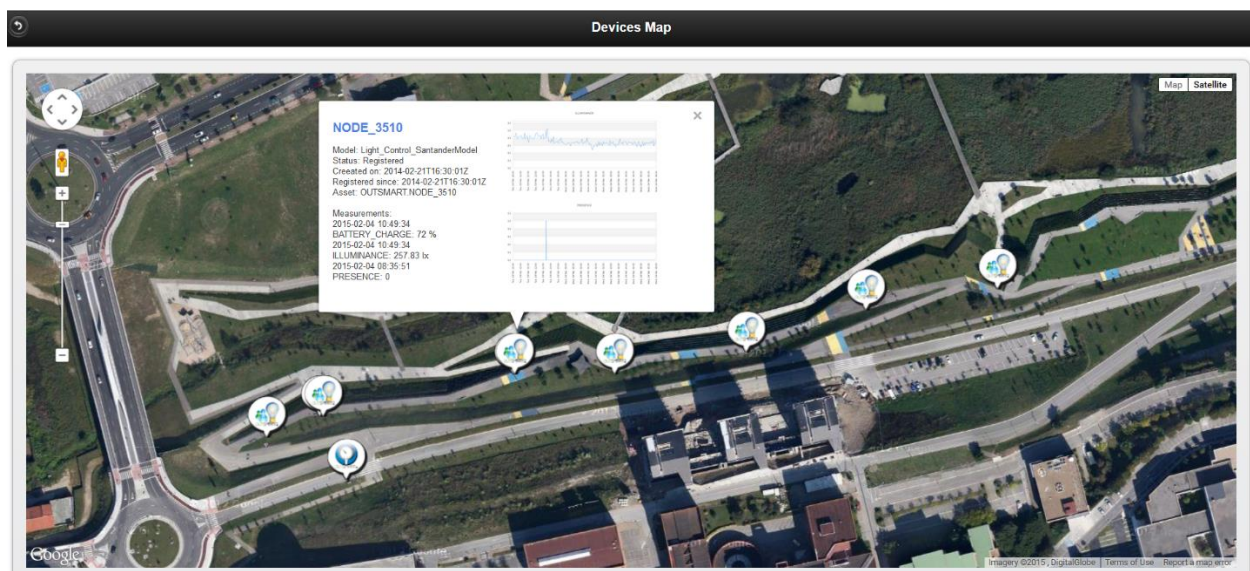 Devices Map
Map Satellite
NODE_3510
Model: Light_Control_SantanderModel
Status: Registered
Creeated on: 2014-02-21T16:30:01Z
Registered since: 2014-02-21T16:30:01Z
Asset: OUTSMART.NODE_3510
Measurements:
2015-02-04 10:49:34
BATTERY_CHARGE: 72 %
2015-02-04 10:49:34
ILLUMINANCE: 257.83 lx
2015-02-04 08:35:51
PRESENCE: 0
ILLUMINANCE
PRESENCE
Google
Imagery ©2015 , DigitalGlobe Terms of Use Report a map error